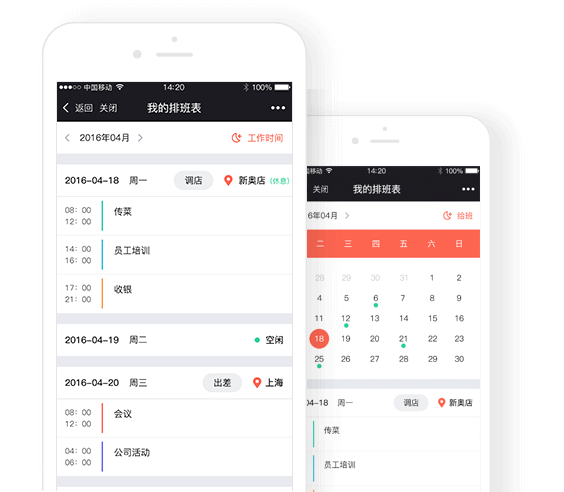 中国移动 14:20 100%
返回 关闭 我的排班表
2016年04月 工作时间
2016-04-18 周一 调店 新奥店 (休息)
08：00 传菜
12：00
14：00 员工培训
16：00
17：00 收银
21：00
2016-04-19 周二 空闲
2016-04-20 周三 出差 上海
08：00 会议
12：00
04：00 公司活动
06：00
国移动 14:20 100%
关闭 我的排班表
6年04月 给班
二 三 四 五 六 日
28 29 30 31 1 2
4 5 6 7 8 9
11 12 13 14 15 16
18 19 20 21 22 23
25 26 27 28 29 30
04-18 周一 调店 新奥店
传菜
员工培训